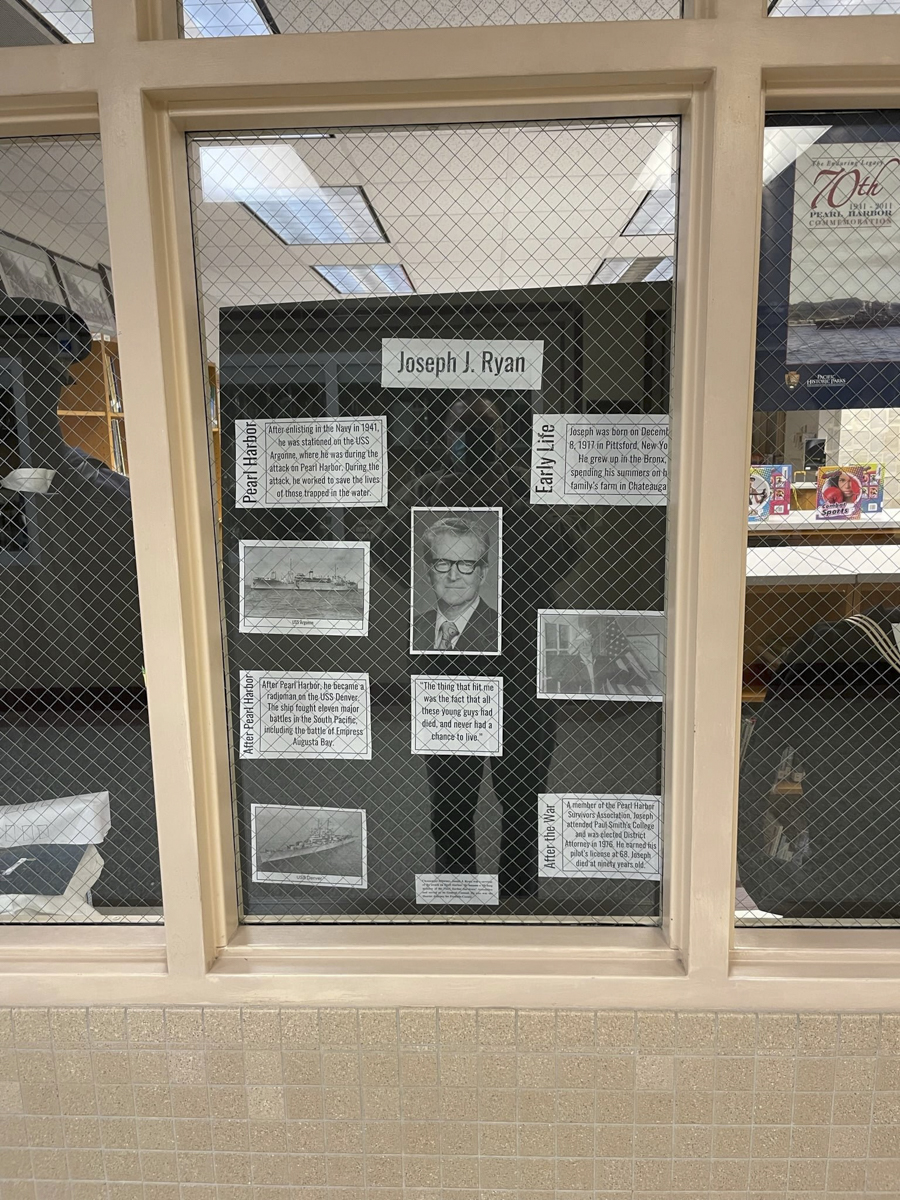 Joseph J. Ryan
Pearl Harbor
After enlisting in the Navy in 1941,
he was stationed on the USS
Argonne, where he was during the
attack on Pearl Harbor. During the
attack, he worked to save the lives
of those trapped in the water.
Early Life
Joseph was born on Decemb
8, 1917 in Pittsford, New Yo
He grew up in the Bronx,
spending his summers on h
family's farm in Chateauga
USS Argonne
After Pearl Harbor
After Pearl Harbor, he became a
radioman on the USS Denver.
The ship fought eleven major
battles in the South Pacific,
including the battle of Empress
Augusta Bay.
"The thing that hit me
was the fact that all
these young guys had
died, and never had a
chance to live."
USS Denver
After the War
A member of the Pearl Harbor
Survivors Association, Joseph
attended Paul Smith's College
and was elected District
Attorney in 1976. He earned his
pilot's license at 68. Joseph
died at ninety years old.
The Enduring Legacy
70th
1941 - 2011
PEARL HARBOR
COMMEMORATION
PACIFIC
HISTORIC PARKS
Combat
Sports